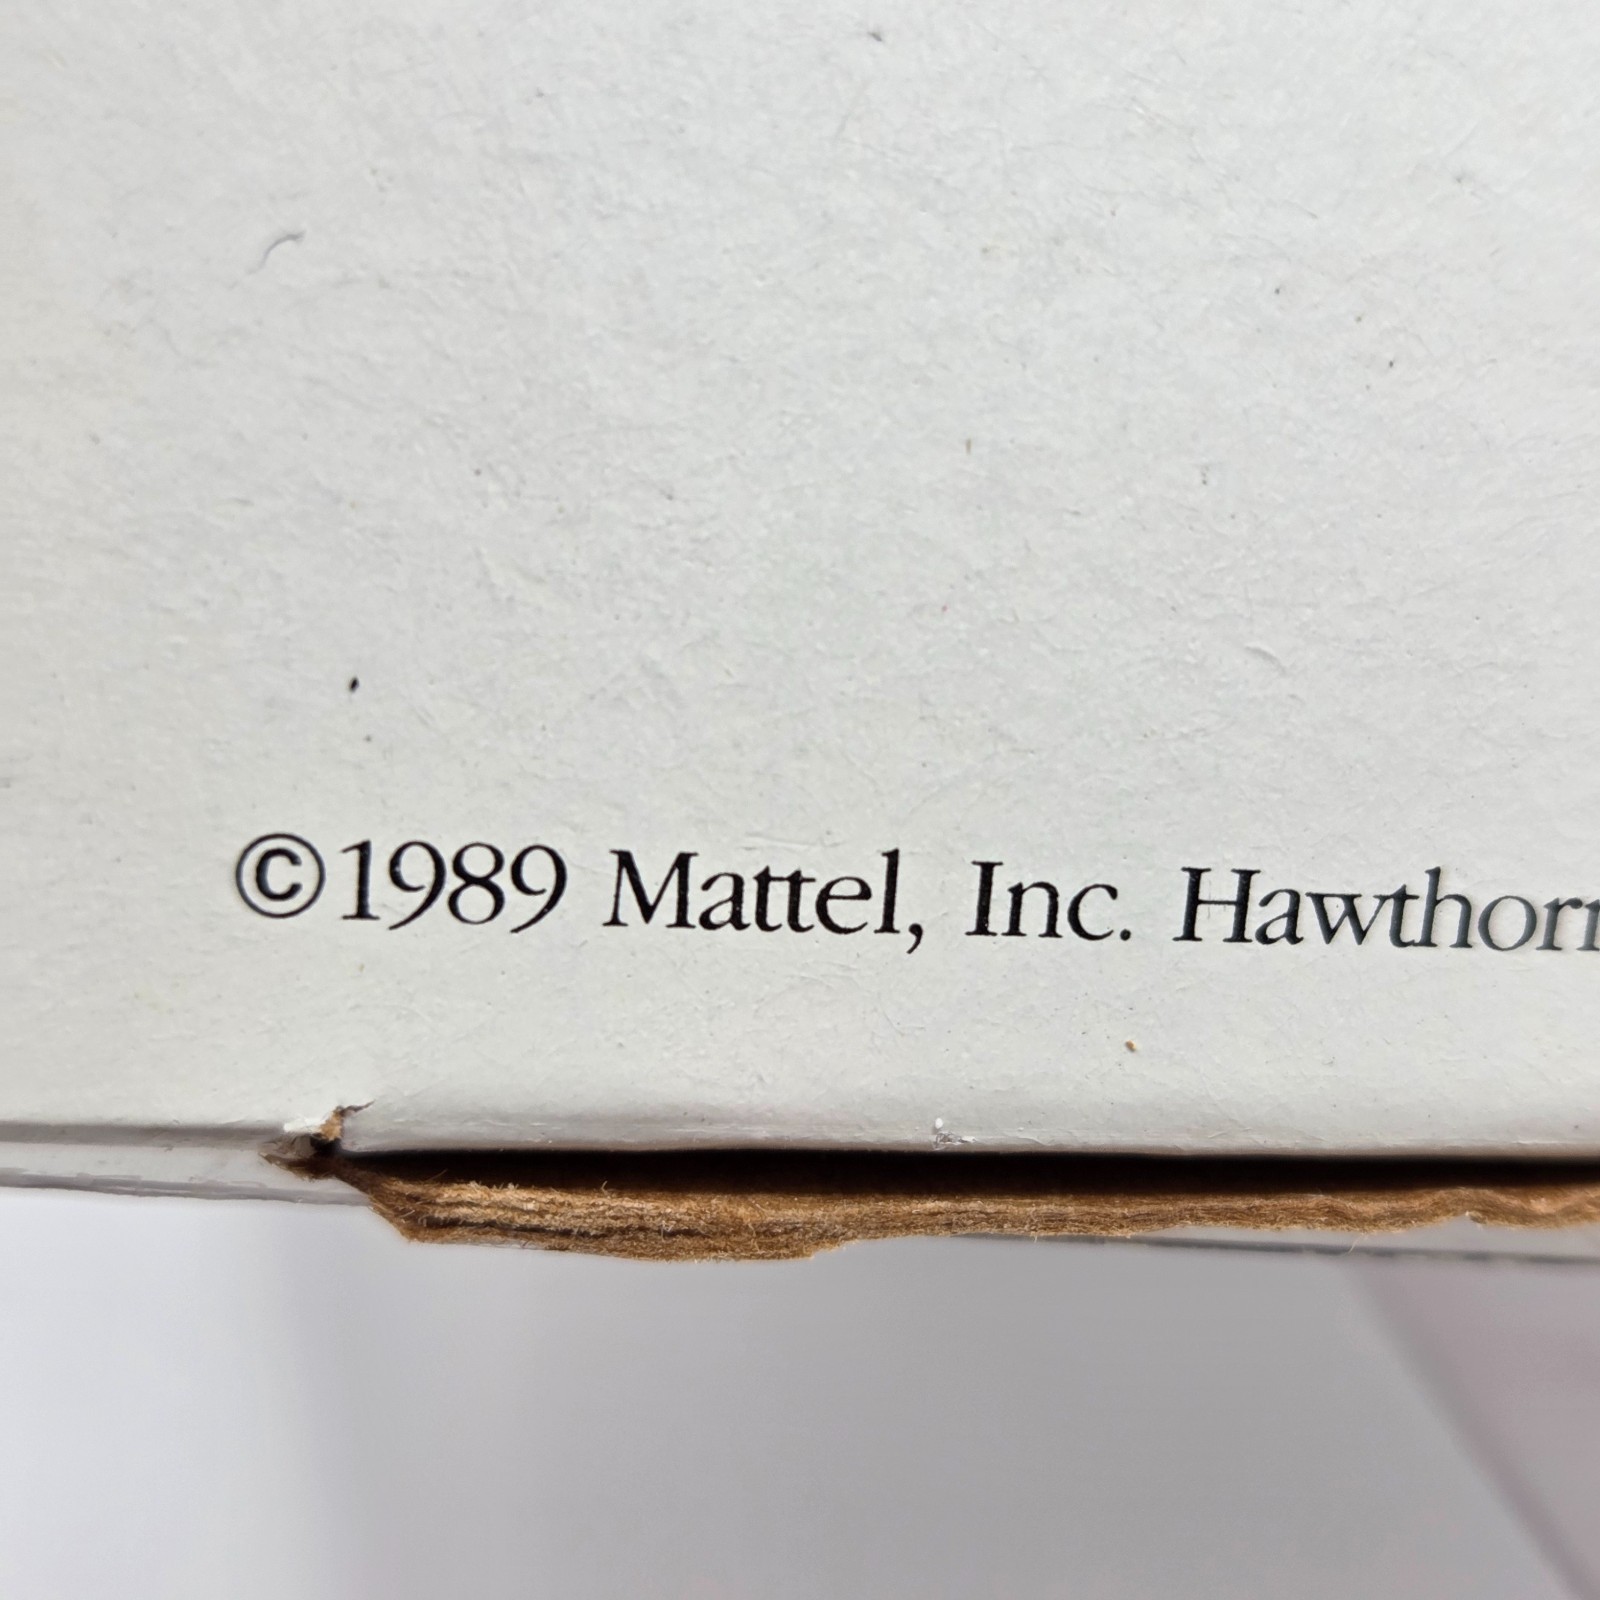 ©1989 Mattel, Inc. Hawthorn